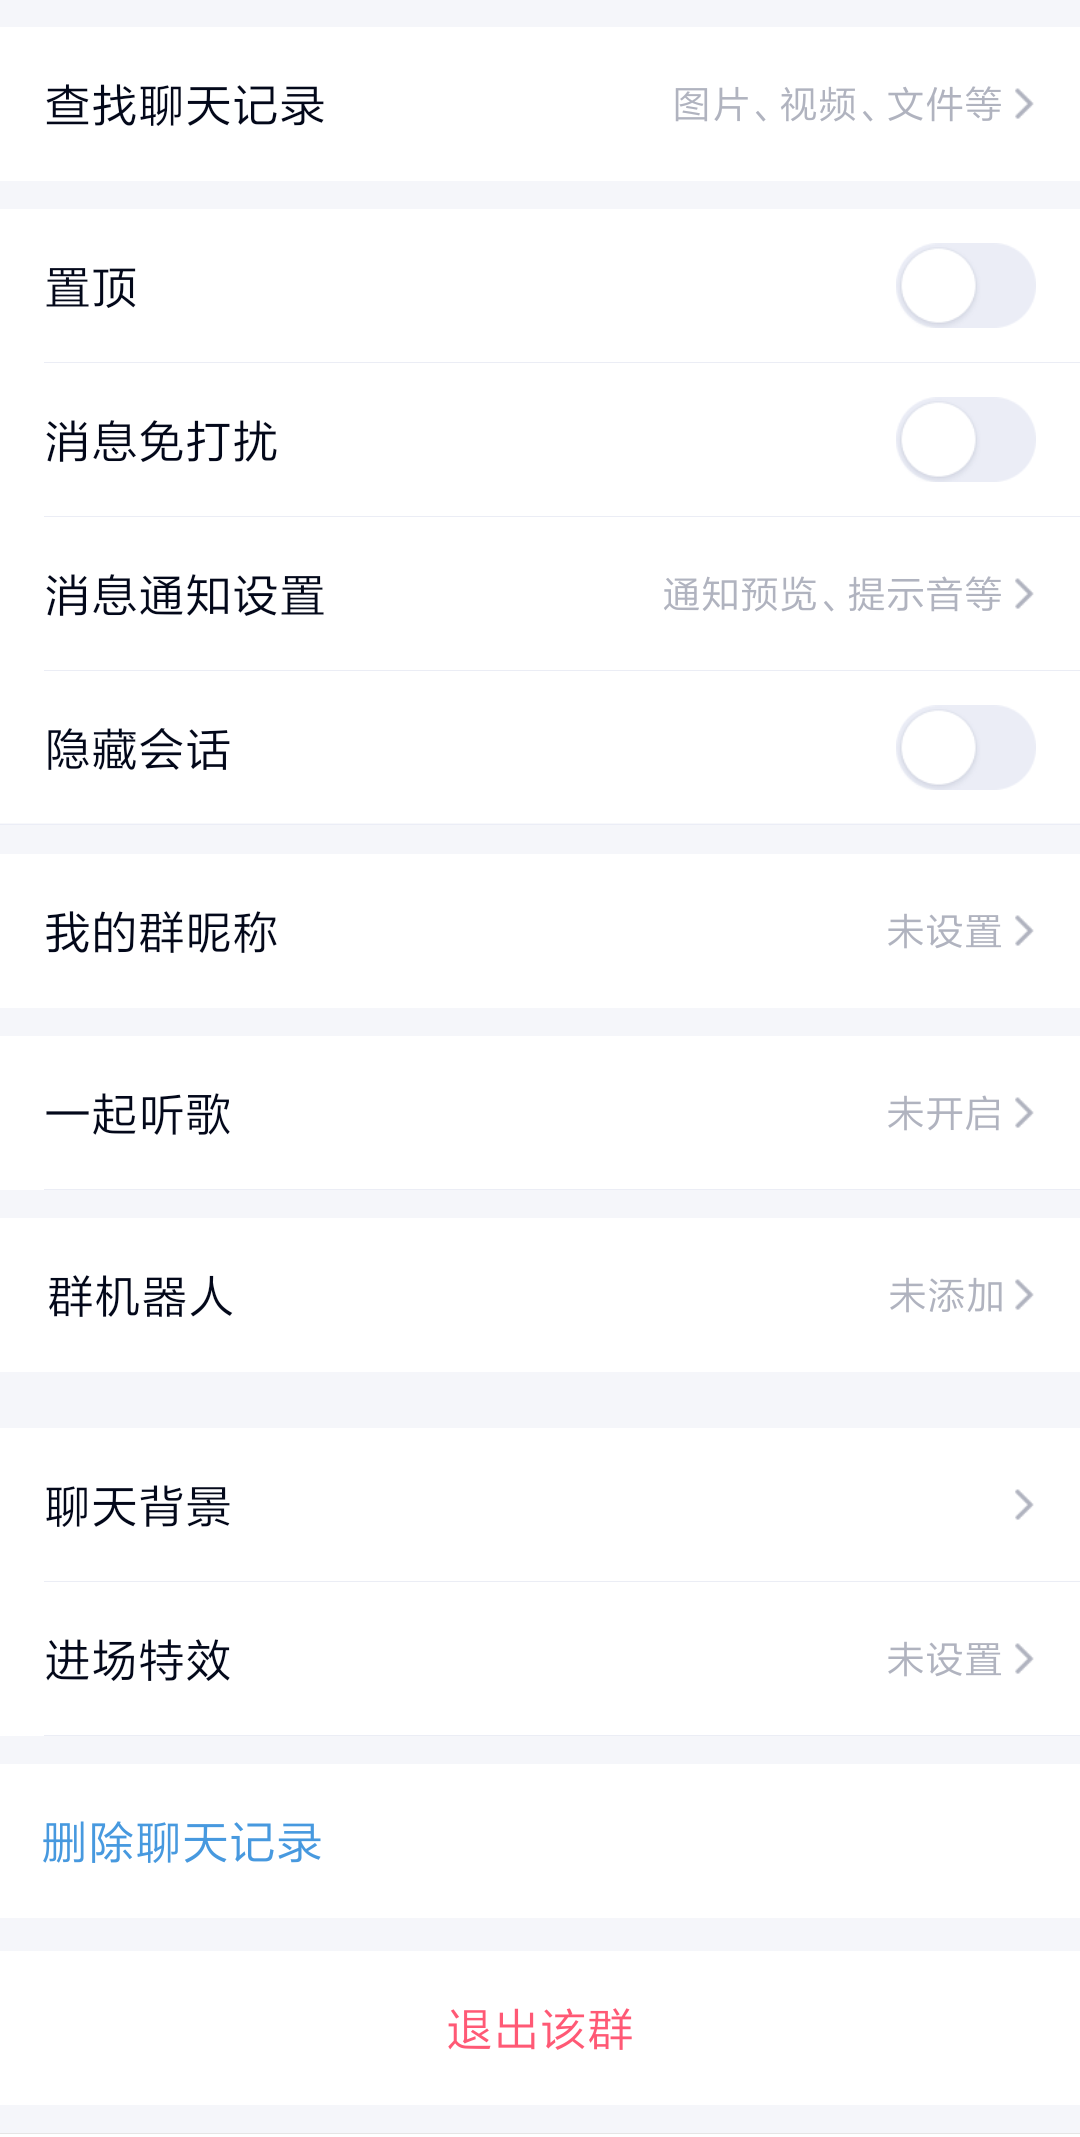 查找聊天记录 图片、视频、文件等
置顶
消息免打扰
消息通知设置 通知预览、提示音等
隐藏会话
我的群昵称 未设置
一起听歌 未开启
群机器人 未添加
聊天背景
进场特效 未设置
删除聊天记录
退出该群